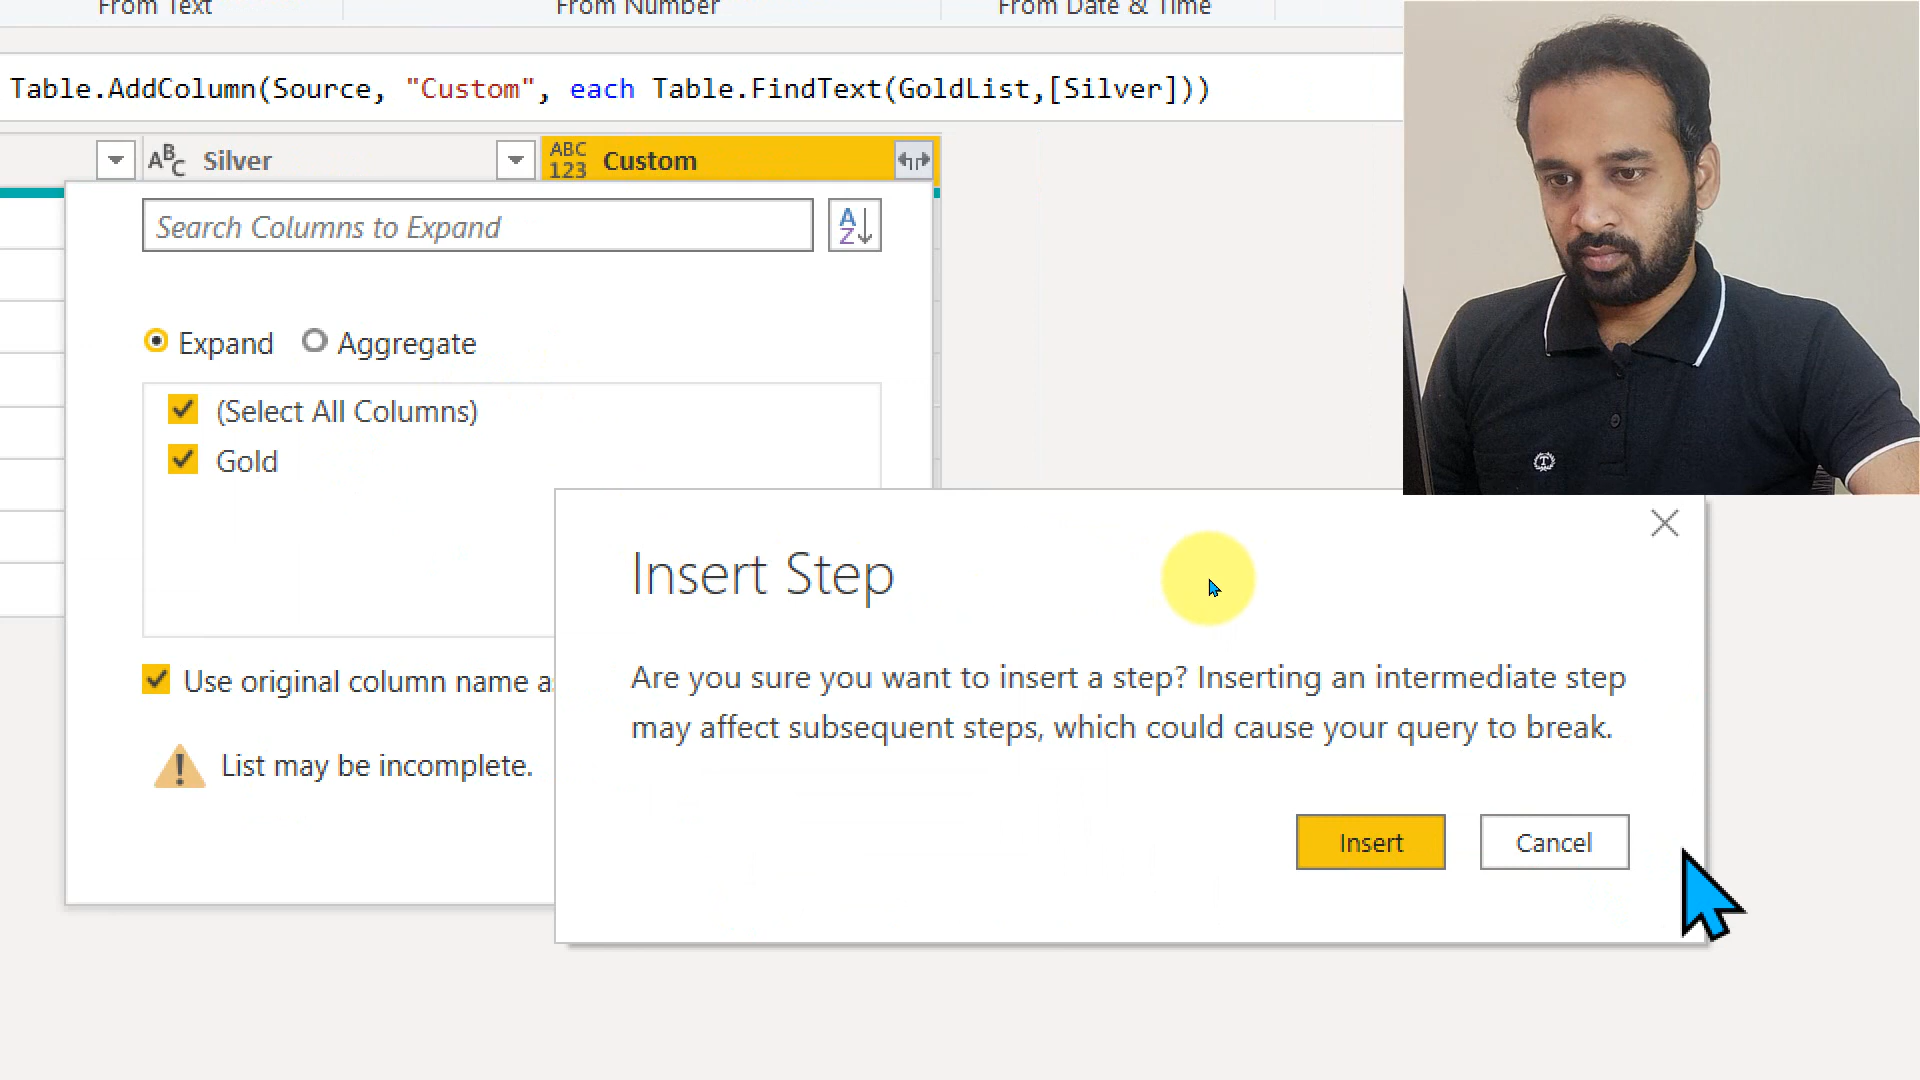 From Text
From Number
From Date & Time
Table.AddColumn(Source, "Custom", each Table.FindText(GoldList,[Silver]))
ABC Silver
ABC 123 Custom
Search Columns to Expand
AZ
Expand
Aggregate
(Select All Columns)
Gold
Insert Step
Are you sure you want to insert a step? Inserting an intermediate step
may affect subsequent steps, which could cause your query to break.
Use original column name
List may be incomplete.
Insert
Cancel